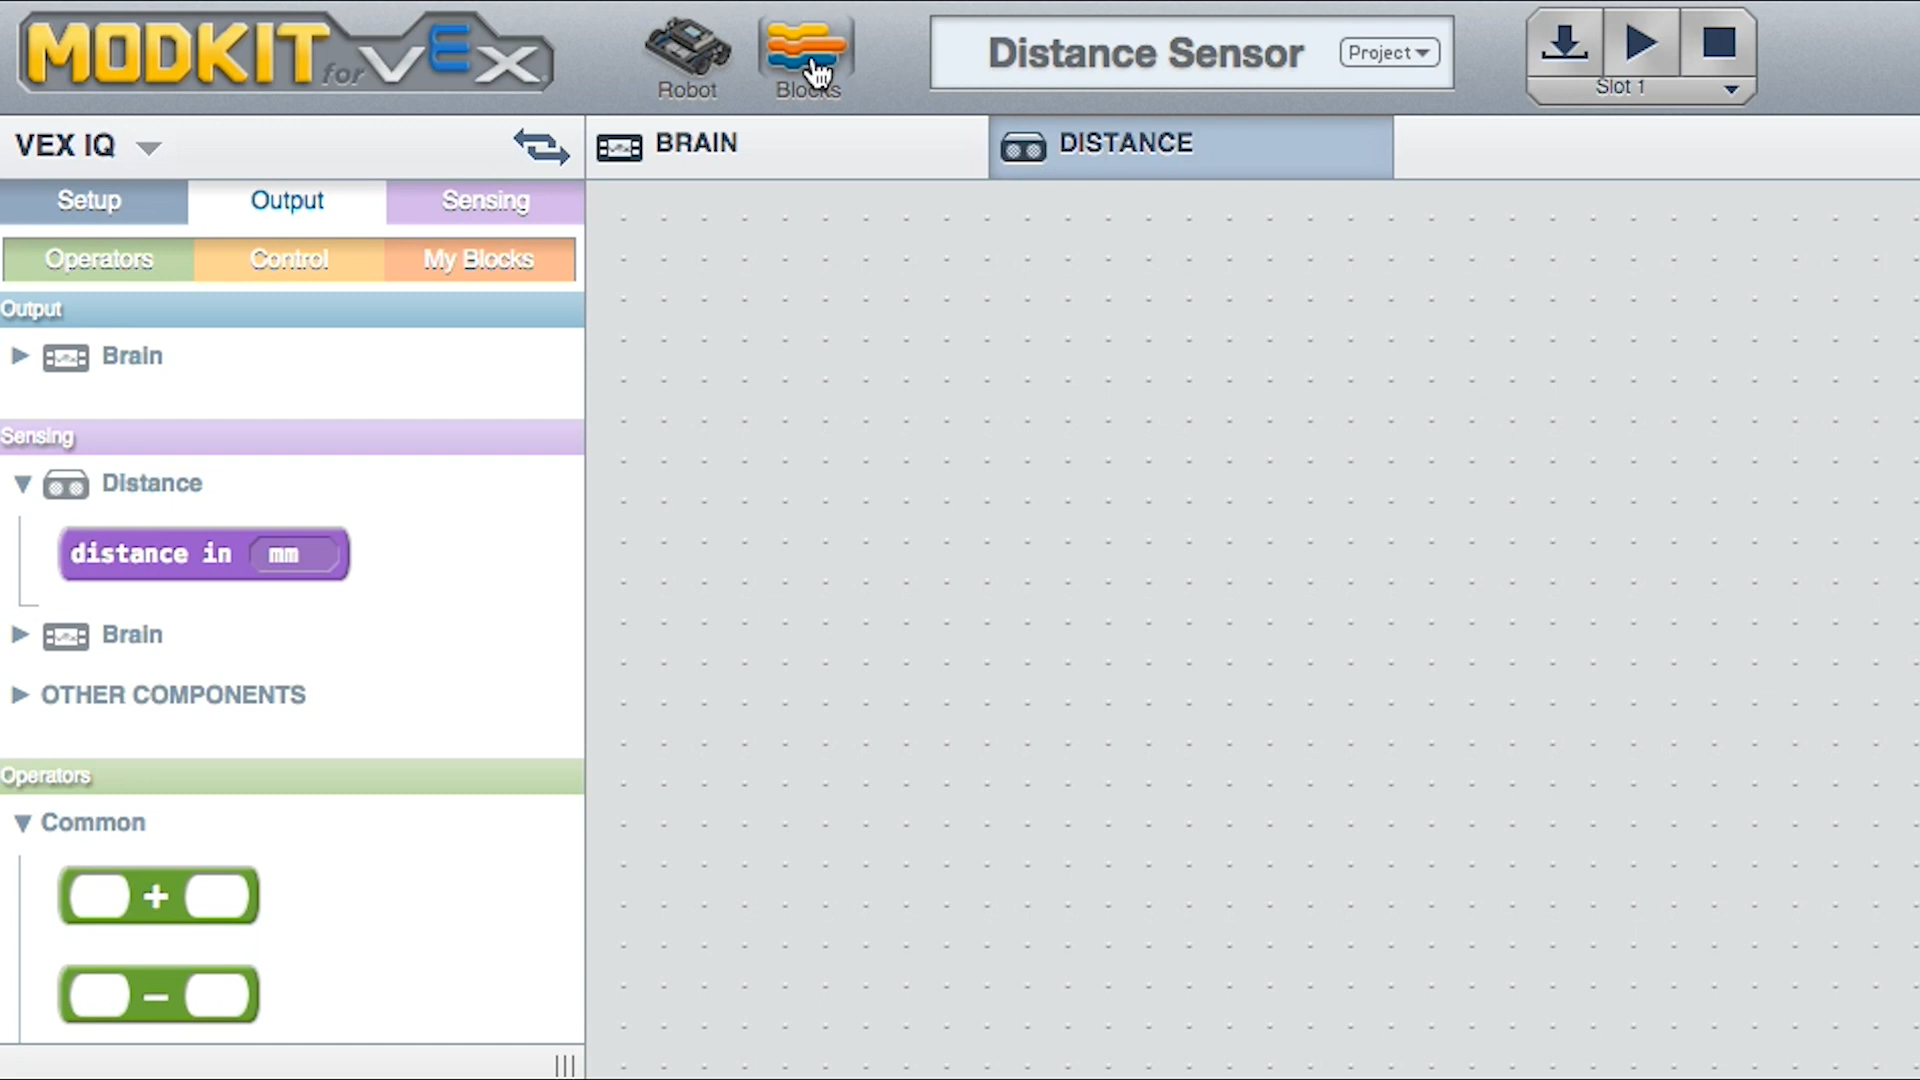 MODKIT for VEX
Robot
Blocks
Distance Sensor
Project
Slot 1
VEX IQ
BRAIN
DISTANCE
Setup
Output
Sensing
Operators
Control
My Blocks
Output
Brain
Sensing
Distance
distance in mm
Brain
OTHER COMPONENTS
Operators
Common
+
−